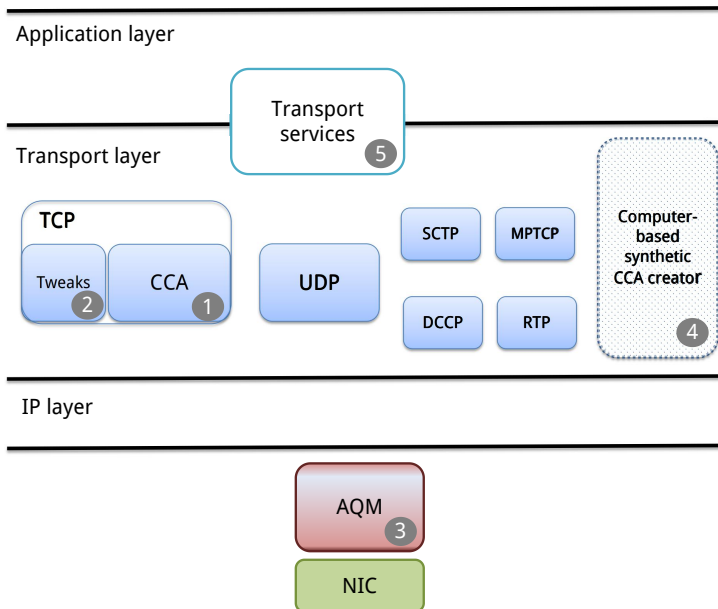 Application layer
Transport
services
5
Transport layer
TCP
Tweaks
2
CCA
1
UDP
SCTP
MPTCP
DCCP
RTP
Computer-
based
synthetic
CCA creator
4
IP layer
AQM
3
NIC